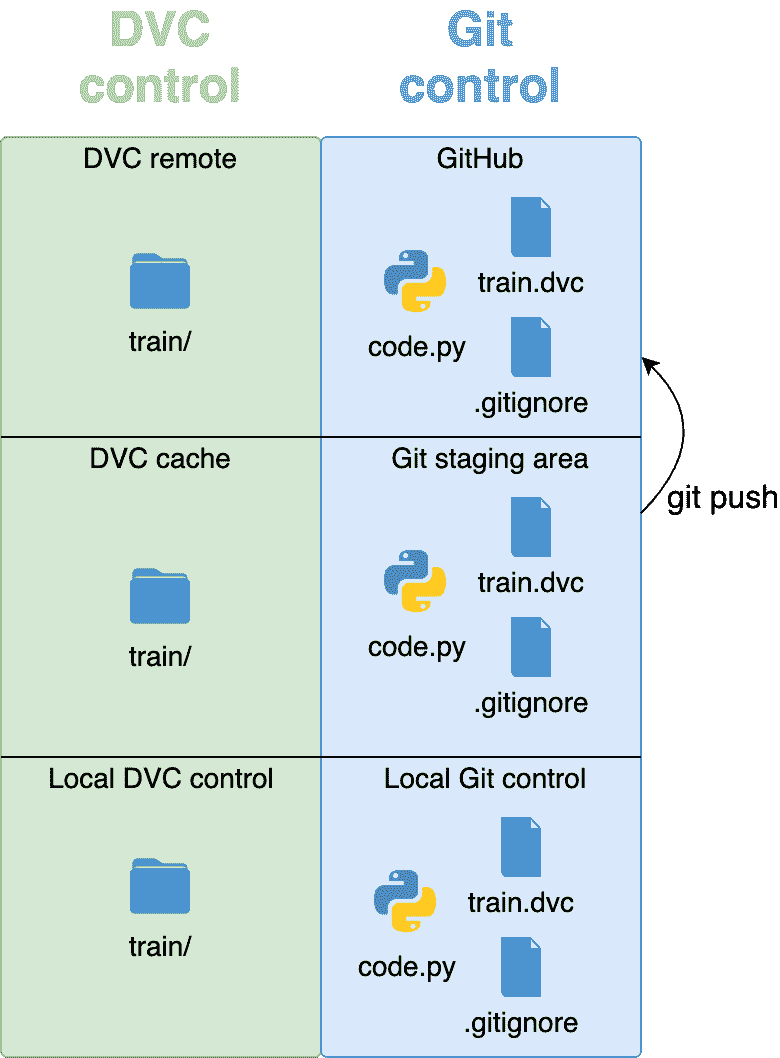 DVC
control
Git
control
DVC remote
GitHub
train/
code.py
train.dvc
.gitignore
DVC cache
Git staging area
git push
train/
code.py
train.dvc
.gitignore
Local DVC control
Local Git control
train/
code.py
train.dvc
.gitignore